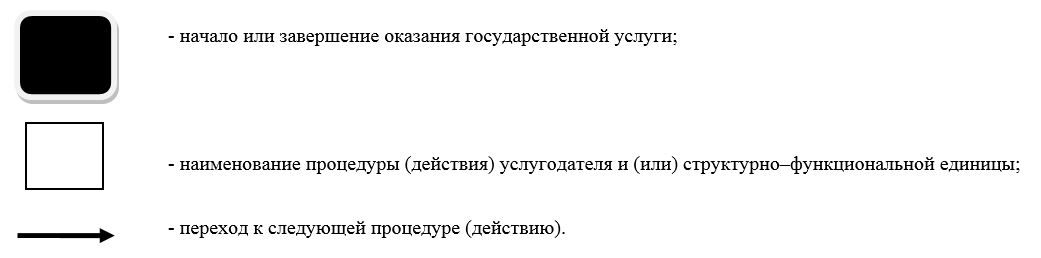 - начало или завершение оказания государственной услуги;
- наименование процедуры (действия) услугодателя и (или) структурно–функциональной единицы;
- переход к следующей процедуре (действию).